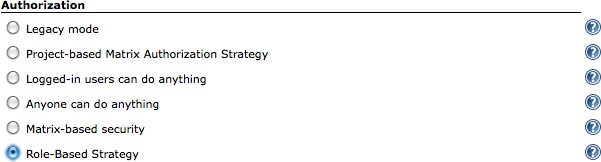 Authorization
Legacy mode
Project-based Matrix Authorization Strategy
Logged-in users can do anything
Anyone can do anything
Matrix-based security
Role-Based Strategy